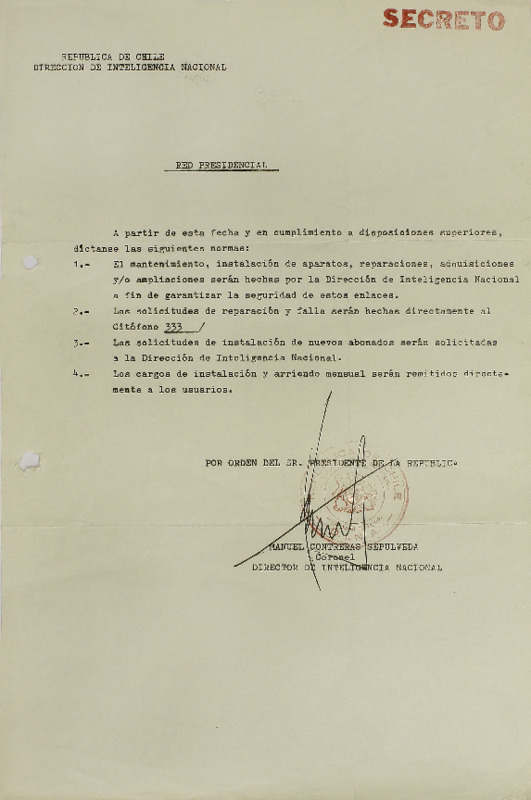 SECRETO
REPUBLICA DE CHILE
DIRECCION DE INTELIGENCIA NACIONAL
RED PRESIDENCIAL
A partir de esta fecha y en cumplimiento a disposiciones superiores,
díctanse las siguientes normas:
1.- El mantenimiento, instalación de aparatos, reparaciones, adquisiciones
y/o ampliaciones serán hechas por la Dirección de Inteligencia Nacional
a fin de garantizar la seguridad de estos enlaces.
2.- Las solicitudes de reparación y falla serán hechas directamente al
Citófono 333 /
3.- Las solicitudes de instalación de nuevos abonados serán solicitadas
a la Dirección de Inteligencia Nacional.
4.- Los cargos de instalación y arriendo mensual serán remitidos directa-
mente a los usuarios.
POR ORDEN DEL SR. PRESIDENTE DE LA REPUBLICA
MANUEL CONTRERAS SEPULVEDA
Coronel
DIRECTOR DE INTELIGENCIA NACIONAL